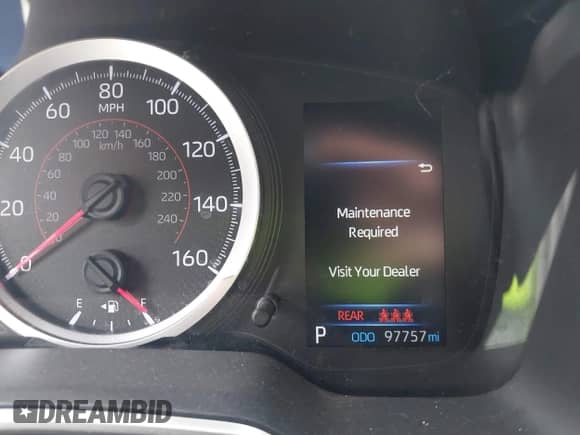 80
MPH
60
100
40
120
20
140
0
160
120 140
100 160
80 180
km/h
60 200
40 220
20 240
E F
Maintenance
Required
Visit Your Dealer
REAR
P ODO 97757 mi
DREAMBID